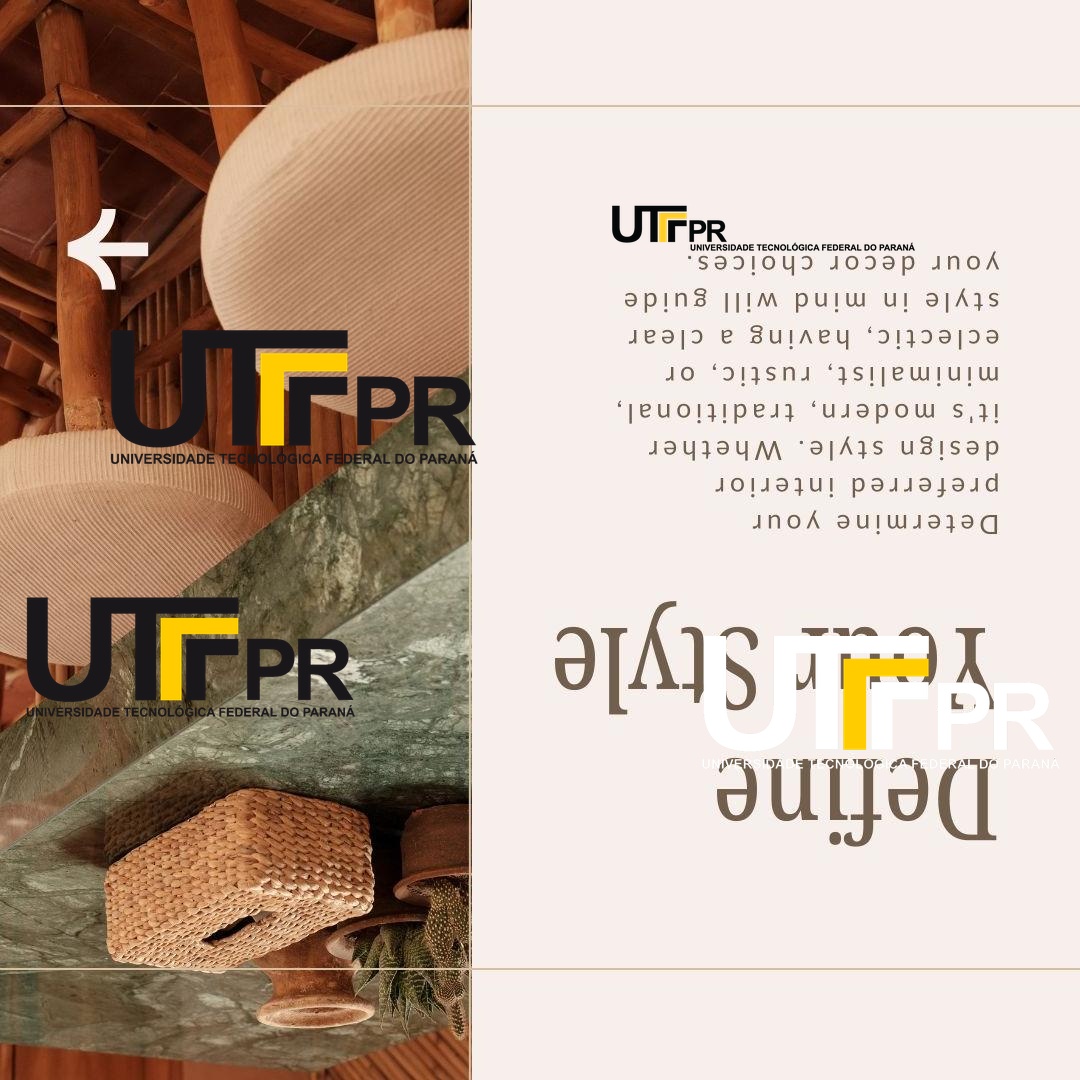 Define
Your Style
Determine your
preferred interior
design style. Whether
it's modern, traditional,
minimalist, rustic, or
eclectic, having a clear
style in mind will guide
your decor choices.
UTFPR
UNIVERSIDADE TECNOLÓGICA FEDERAL DO PARANÁ
UTFPR
UNIVERSIDADE TECNOLÓGICA FEDERAL DO PARANÁ
UTFPR
UNIVERSIDADE TECNOLÓGICA FEDERAL DO PARANÁ
UTFPR
UNIVERSIDADE TECNOLÓGICA FEDERAL DO PARANÁ